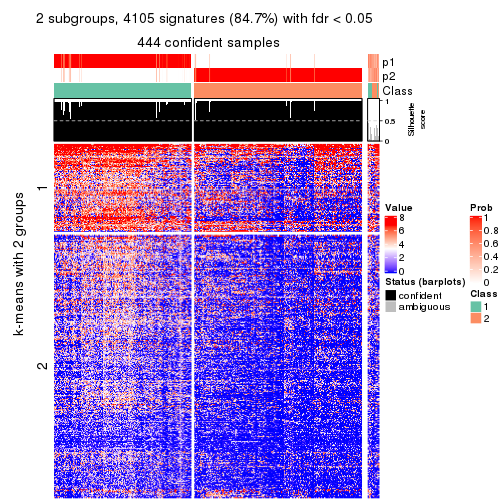 2 subgroups, 4105 signatures (84.7%) with fdr < 0.05
444 confident samples
p1
p2
Class
1
0.5
0
Silhouette
score
k-means with 2 groups
1
2
Value
8
6
4
2
0
Prob
1
0.8
0.6
0.4
0.2
0
Status (barplots)
confident
ambiguous
Class
1
2